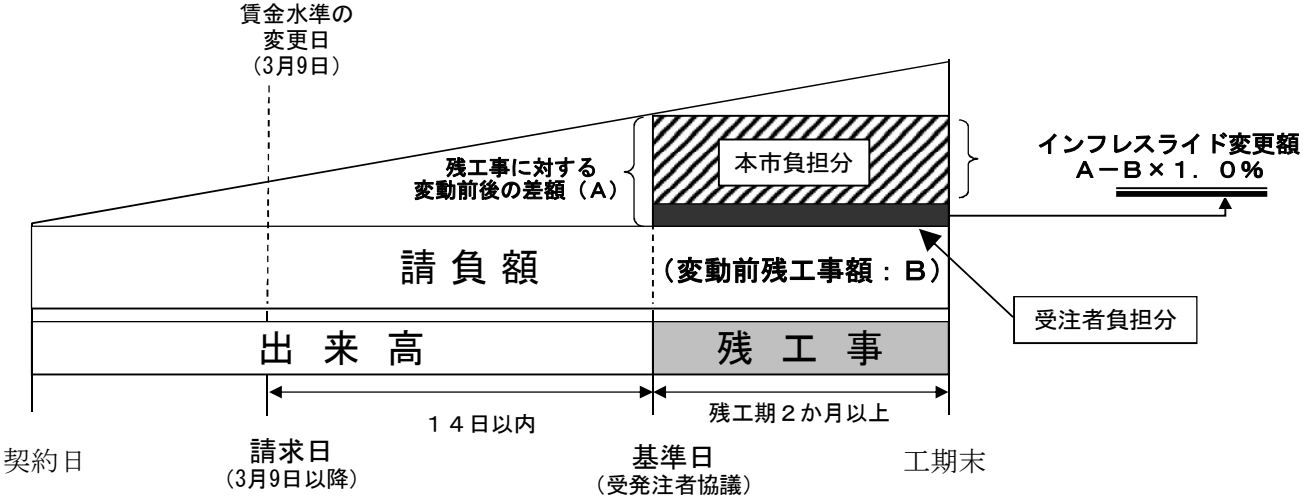 賃金水準の
変更日
（3月9日）
残工事に対する
変動前後の差額（A）
本市負担分
インフレスライド変更額
A－B×1．0％
請負額
（変動前残工事額：B）
受注者負担分
出来高
残工事
14日以内
残工期2か月以上
契約日
請求日
（3月9日以降）
基準日
（受発注者協議）
工期末